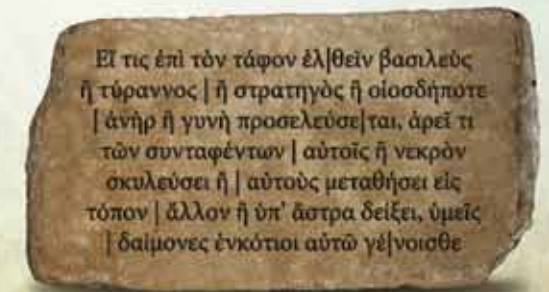 Εἴ τις ἐπὶ τὸν τάφον ἐλ|θεῖν βασιλεὺς
ἢ τύραννος | ἢ στρατηγὸς ἢ οἱοσδήποτε
| ἀνὴρ ἢ γυνὴ προσελεύσε|ται, ἀρεῖ τι
τῶν συνταφέντων | αὐτοῖς ἢ νεκρὸν
σκυλεύσει ἢ | αὐτοὺς μεταθήσει εἰς
τόπον | ἄλλον ἢ ὑπ' ἄστρα δείξει, ὑμεῖς
| δαίμονες ἐνκότιοι αὐτῶ γέ|νοισθε